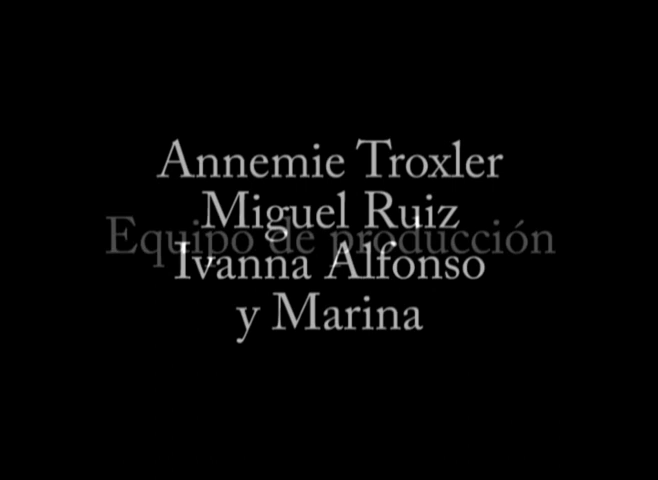 Annemie Troxler
Miguel Ruiz
Equipo de producción
Ivanna Alfonso
y Marina